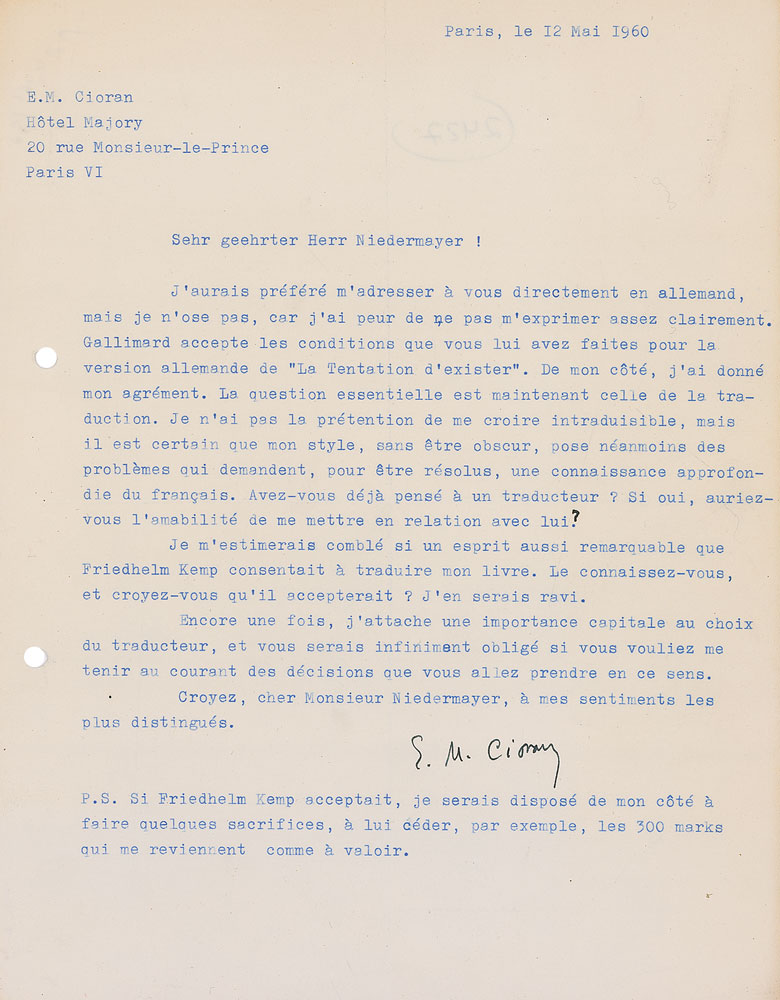 Paris, le 12 Mai 1960
E.M. Cioran
Hôtel Majory
20 rue Monsieur-le-Prince
Paris VI
Sehr geehrter Herr Niedermayer !
J'aurais préféré m'adresser à vous directement en allemand,
mais je n'ose pas, car j'ai peur de ne pas m'exprimer assez clairement.
Gallimard accepte les conditions que vous lui avez faites pour la
version allemande de "La Tentation d'exister". De mon côté, j'ai donné
mon agrément. La question essentielle est maintenant celle de la tra-
duction. Je n'ai pas la prétention de me croire intraduisible, mais
il est certain que mon style, sans être obscur, pose néanmoins des
problèmes qui demandent, pour être résolus, une connaissance approfon-
die du français. Avez-vous déjà pensé à un traducteur ? Si oui, auriez-
vous l'amabilité de me mettre en relation avec lui?
Je m'estimerais comblé si un esprit aussi remarquable que
Friedhelm Kemp consentait à traduire mon livre. Le connaissez-vous,
et croyez-vous qu'il accepterait ? J'en serais ravi.
Encore une fois, j'attache une importance capitale au choix
du traducteur, et vous serais infiniment obligé si vous vouliez me
tenir au courant des décisions que vous allez prendre en ce sens.
Croyez, cher Monsieur Niedermayer, à mes sentiments les
plus distingués.
E. M. Cioran
P.S. Si Friedhelm Kemp acceptait, je serais disposé de mon côté à
faire quelques sacrifices, à lui céder, par exemple, les 300 marks
qui me reviennent comme à valoir.